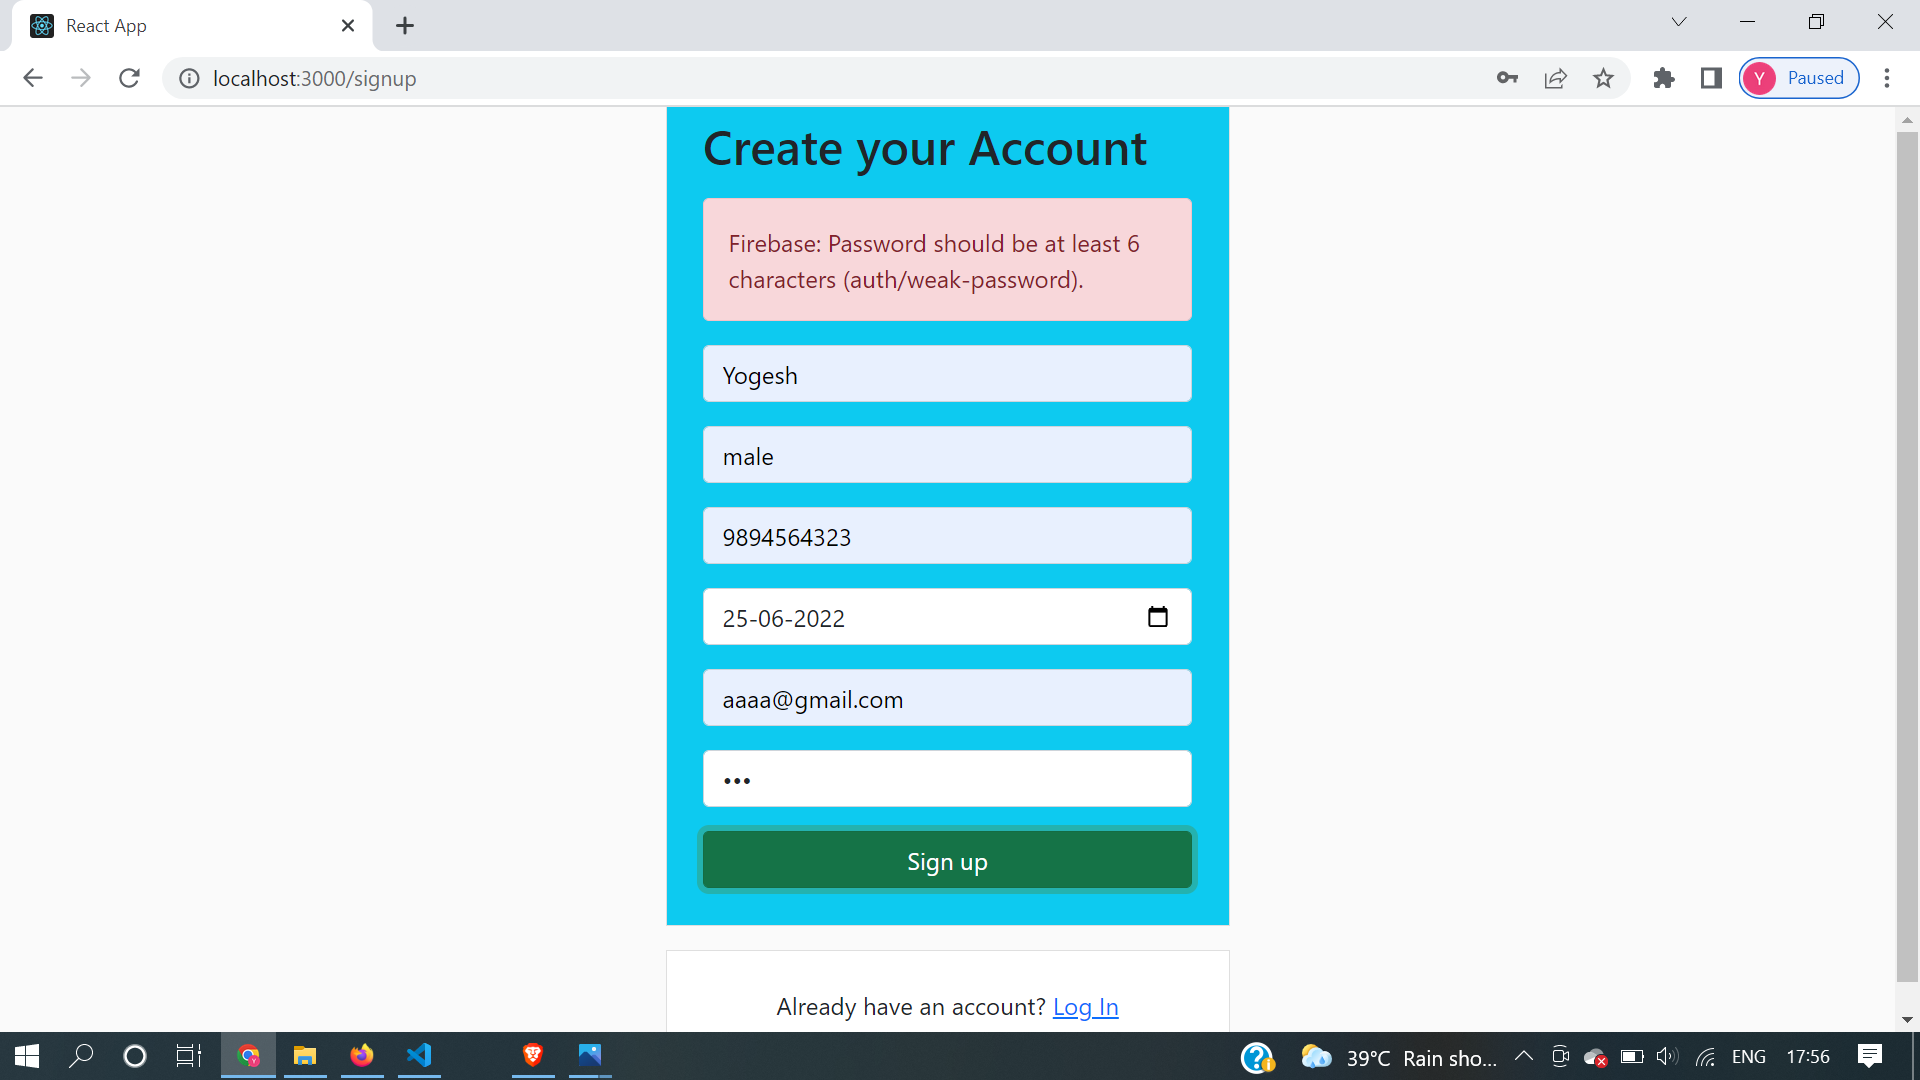 React App
localhost:3000/signup
Y
Paused
Create your Account
Firebase: Password should be at least 6
characters (auth/weak-password).
Yogesh
male
9894564323
25-06-2022
aaaa@gmail.com
•••
Sign up
Already have an account? Log In
39°C Rain sho...
ENG
17:56